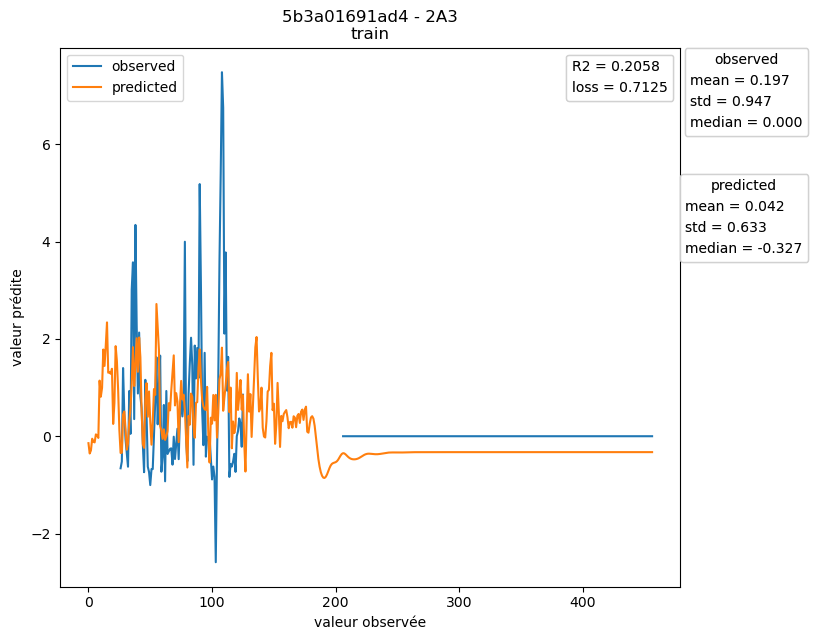 5b3a01691ad4 - 2A3
train
observed
predicted
R2 = 0.2058
loss = 0.7125
observed
mean = 0.197
std = 0.947
median = 0.000
predicted
mean = 0.042
std = 0.633
median = -0.327
valeur prédite
6
4
2
0
−2
0
100
200
300
400
valeur observée